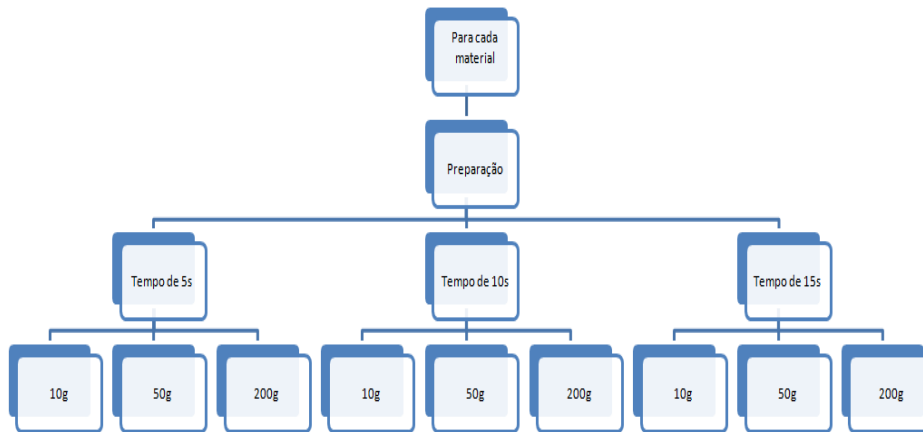 Para cada
material
Preparação
Tempo de 5s
Tempo de 10s
Tempo de 15s
10g
50g
200g
10g
50g
200g
10g
50g
200g